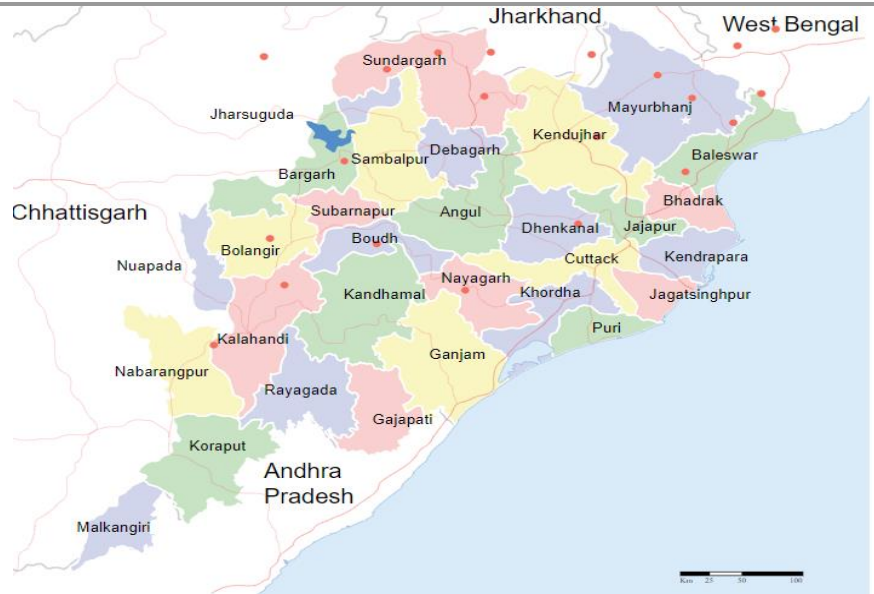 Jharkhand
West Bengal
Sundargarh
Mayurbhanj
Jharsuguda
Kendujhar
Debagarh
Sambalpur
Baleswar
Bargarh
Bhadrak
Chhattisgarh
Subarnapur
Angul
Dhenkanal
Jajapur
Boudh
Bolangir
Cuttack
Kendrapara
Nuapada
Nayagarh
Khordha
Kandhamal
Jagatsinghpur
Puri
Kalahandi
Ganjam
Nabarangpur
Rayagada
Gajapati
Koraput
Andhra
Pradesh
Malkangiri
Km 25 50 100